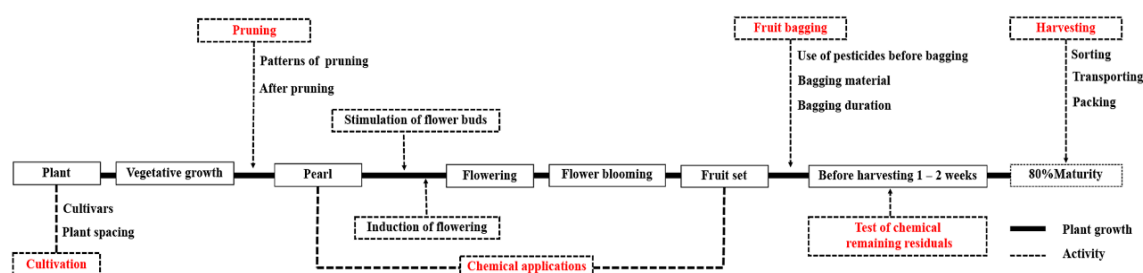 Pruning
Fruit bagging
Harvesting
Patterns of pruning
After pruning
Use of pesticides before bagging
Bagging material
Bagging duration
Sorting
Transporting
Packing
Stimulation of flower buds
Plant
Vegetative growth
Pearl
Flowering
Flower blooming
Fruit set
Before harvesting 1 – 2 weeks
80%Maturity
Cultivars
Plant spacing
Induction of flowering
Test of chemical
remaining residuals
Plant growth
Activity
Cultivation
Chemical applications